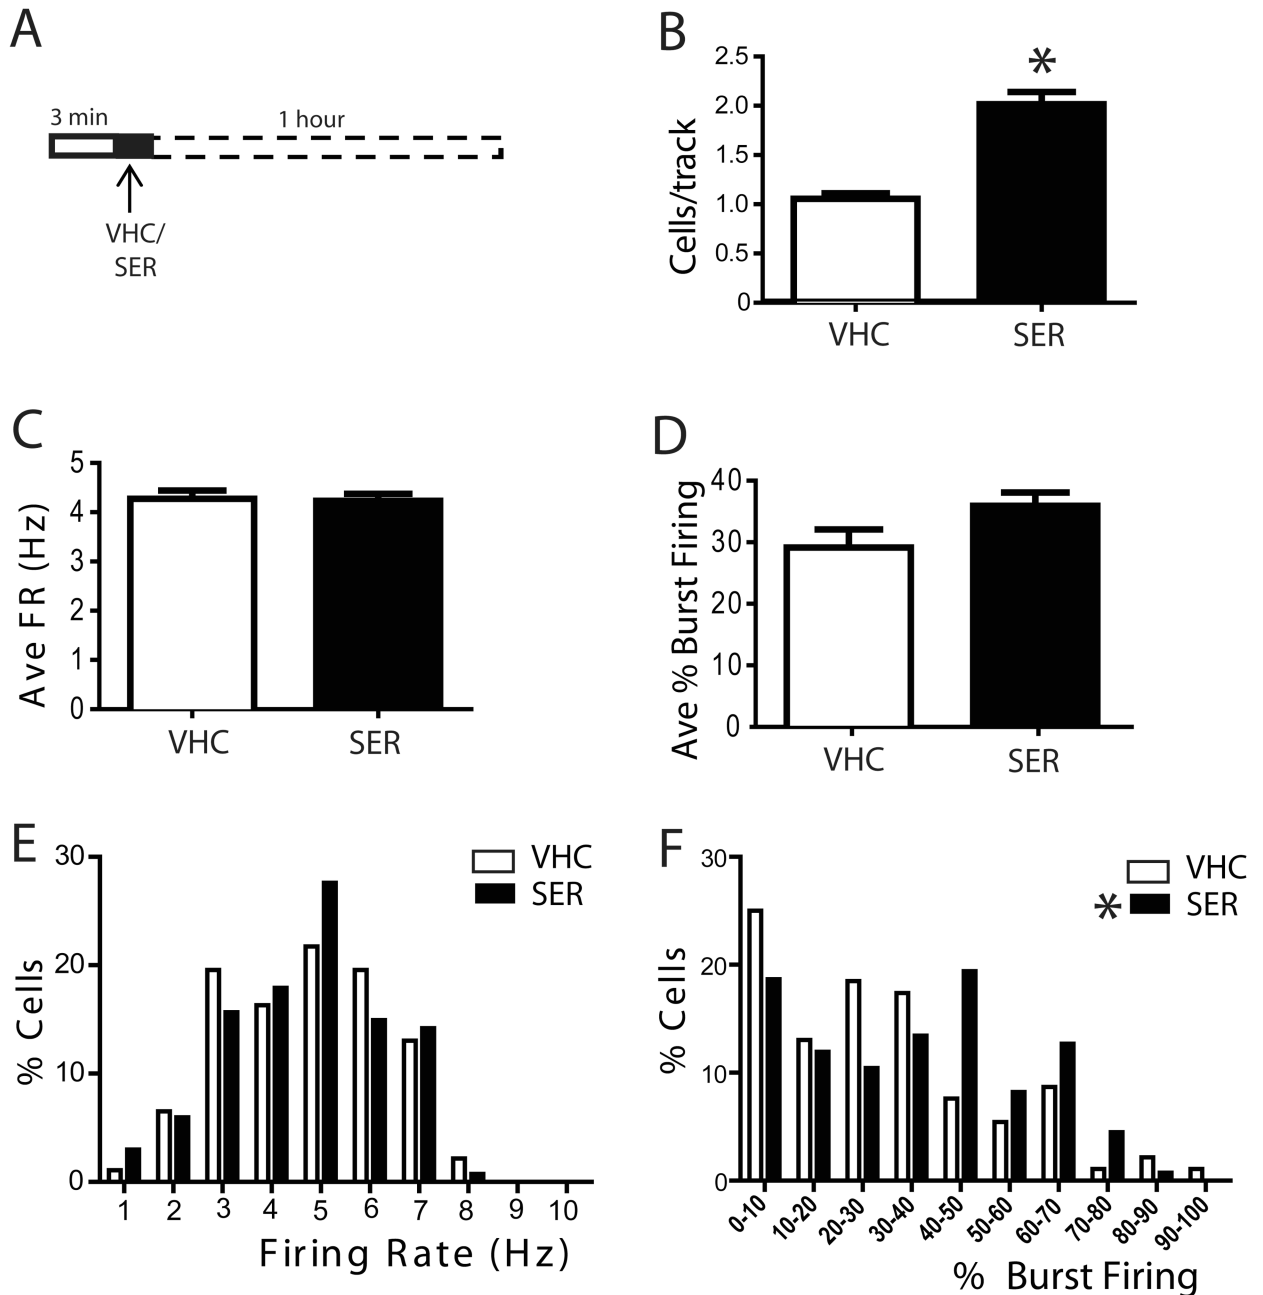 A
3 min
1 hour
VHC/
SER
B
Cells/track
2.5
2.0
1.5
1.0
0.5
0
*
VHC
SER
C
Ave FR (Hz)
5
4
3
2
1
0
VHC
SER
D
Ave % Burst Firing
40
30
20
10
0
VHC
SER
E
% Cells
30
20
10
0
VHC
SER
1 2 3 4 5 6 7 8 9 10
Firing Rate (Hz)
F
% Cells
30
20
10
0
VHC
* SER
0-10 10-20 20-30 30-40 40-50 50-60 60-70 70-80 80-90 90-100
% Burst Firing